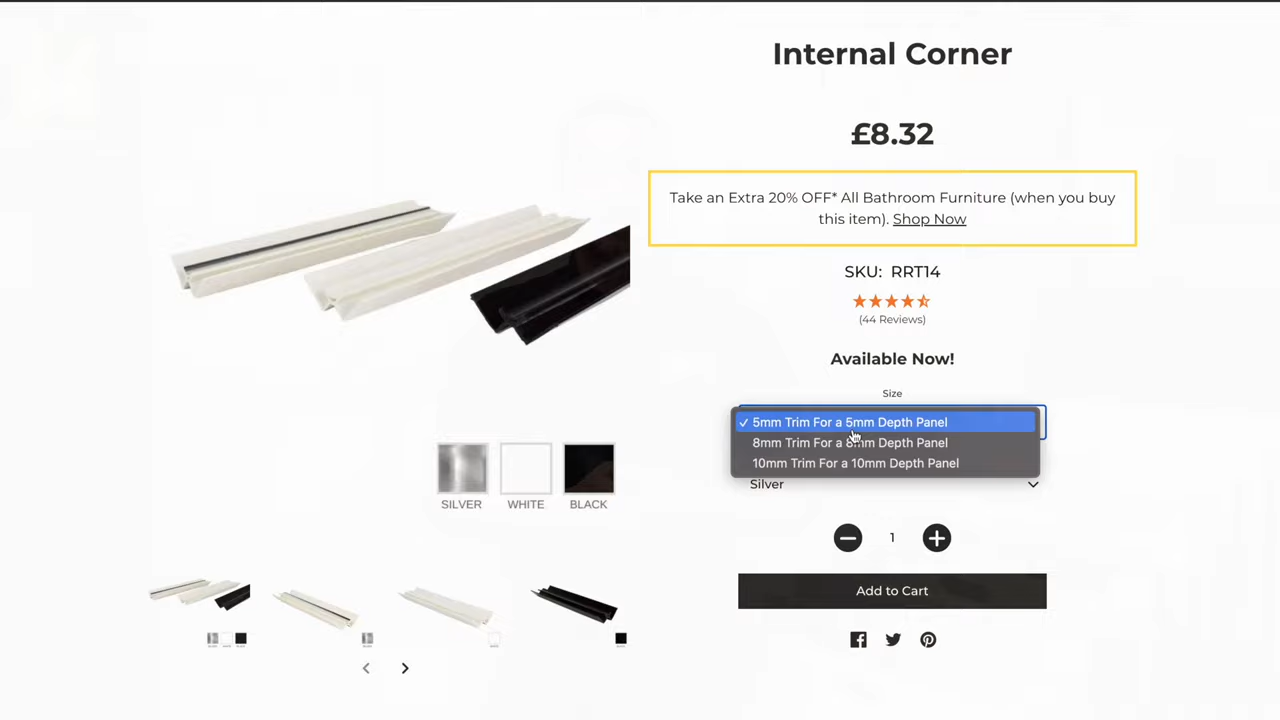 Internal Corner
£8.32
Take an Extra 20% OFF* All Bathroom Furniture (when you buy
this item). Shop Now
SKU: RRT14
(44 Reviews)
Available Now!
Size
✓ 5mm Trim For a 5mm Depth Panel
8mm Trim For a 8mm Depth Panel
10mm Trim For a 10mm Depth Panel
Silver
SILVER
WHITE
BLACK
1
Add to Cart